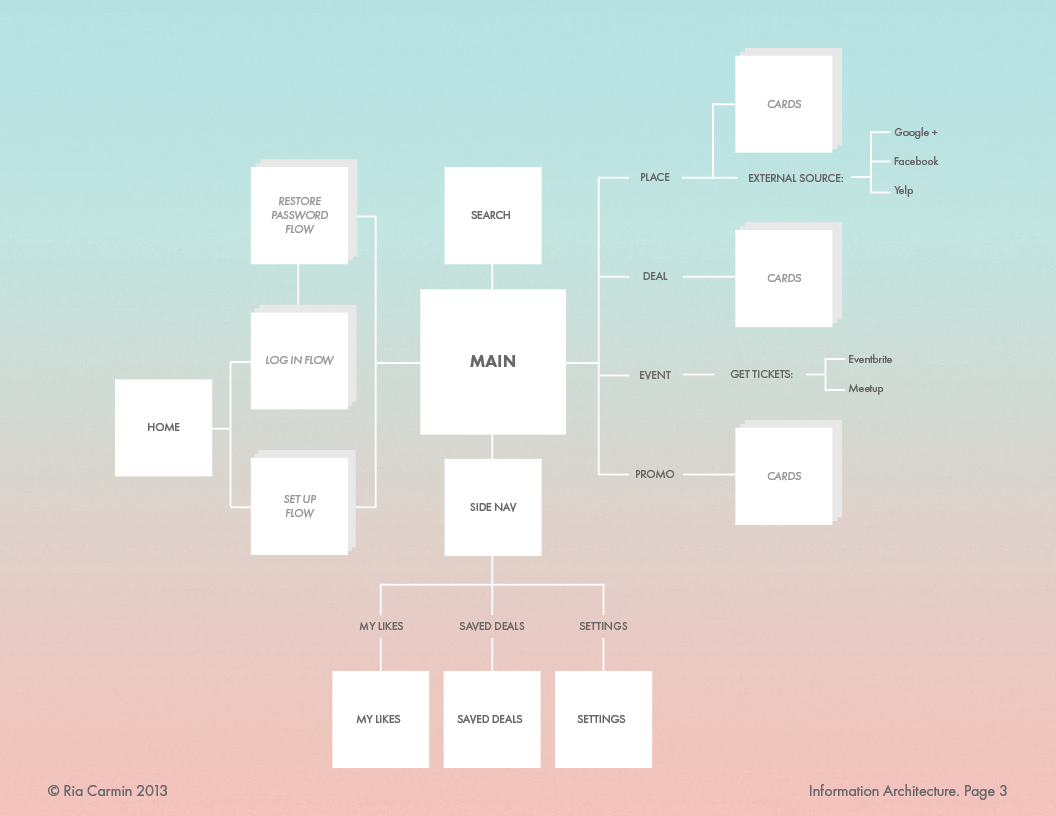 CARDS
Google +
EXTERNAL SOURCE:
Facebook
Yelp
PLACE
RESTORE
PASSWORD
FLOW
SEARCH
DEAL
CARDS
LOG IN FLOW
MAIN
EVENT
GET TICKETS:
Eventbrite
Meetup
HOME
PROMO
CARDS
SET UP
FLOW
SIDE NAV
MY LIKES
SAVED DEALS
SETTINGS
MY LIKES
SAVED DEALS
SETTINGS
© Ria Carmin 2013
Information Architecture. Page 3